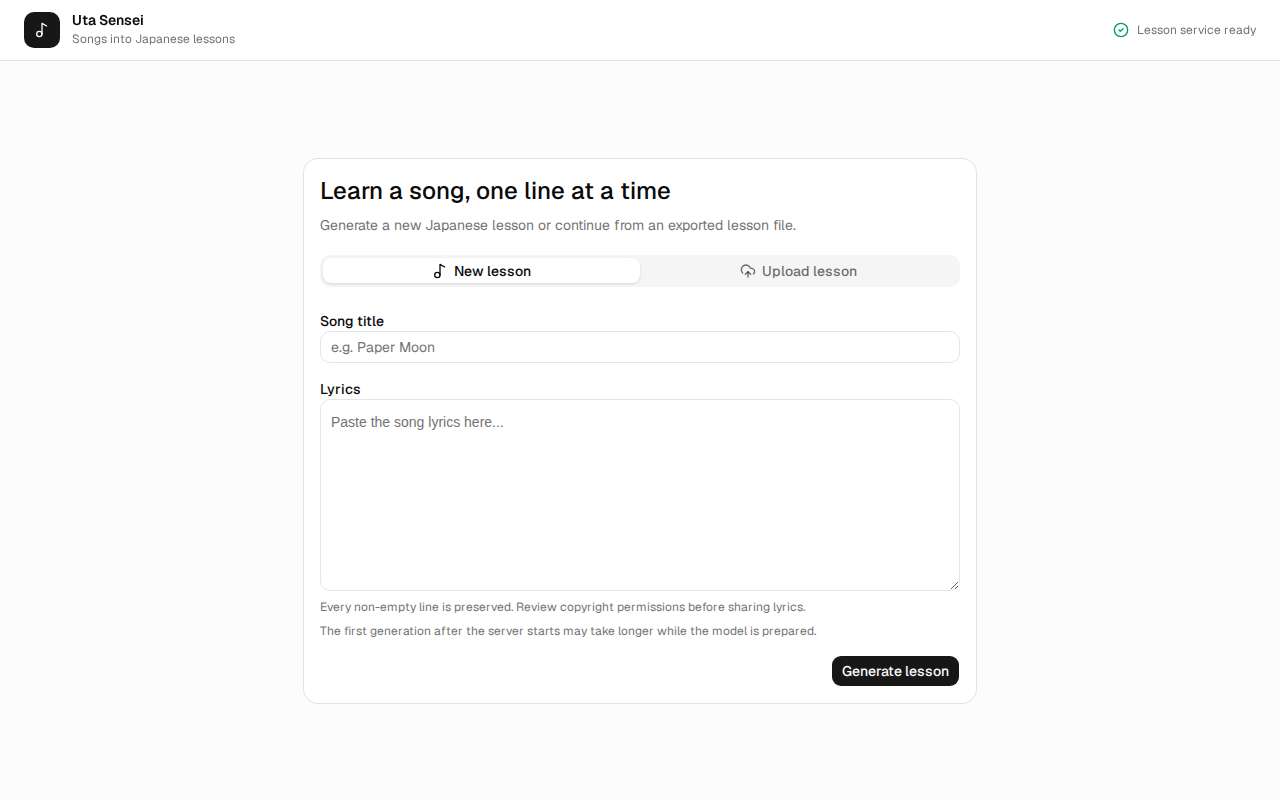 Uta Sensei
Songs into Japanese lessons
Lesson service ready
Learn a song, one line at a time
Generate a new Japanese lesson or continue from an exported lesson file.
New lesson
Upload lesson
Song title
e.g. Paper Moon
Lyrics
Paste the song lyrics here...
Every non-empty line is preserved. Review copyright permissions before sharing lyrics.
The first generation after the server starts may take longer while the model is prepared.
Generate lesson